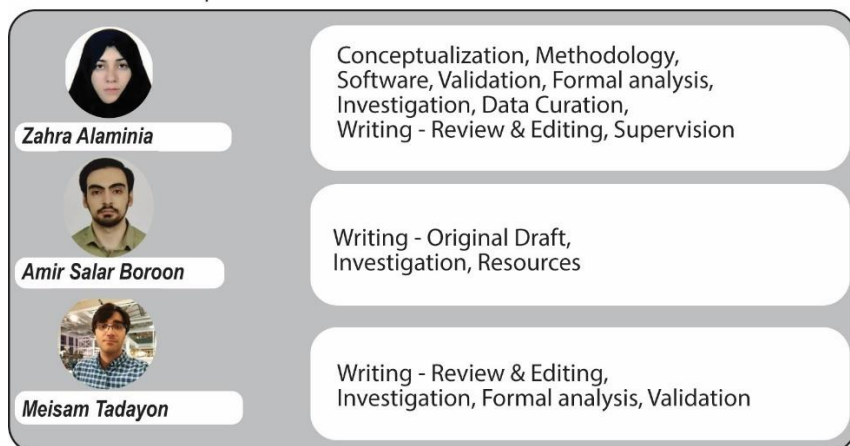 Zahra Alaminia
Conceptualization, Methodology,
Software, Validation, Formal analysis,
Investigation, Data Curation,
Writing - Review & Editing, Supervision
Amir Salar Boroon
Writing - Original Draft,
Investigation, Resources
Meisam Tadayon
Writing - Review & Editing,
Investigation, Formal analysis, Validation